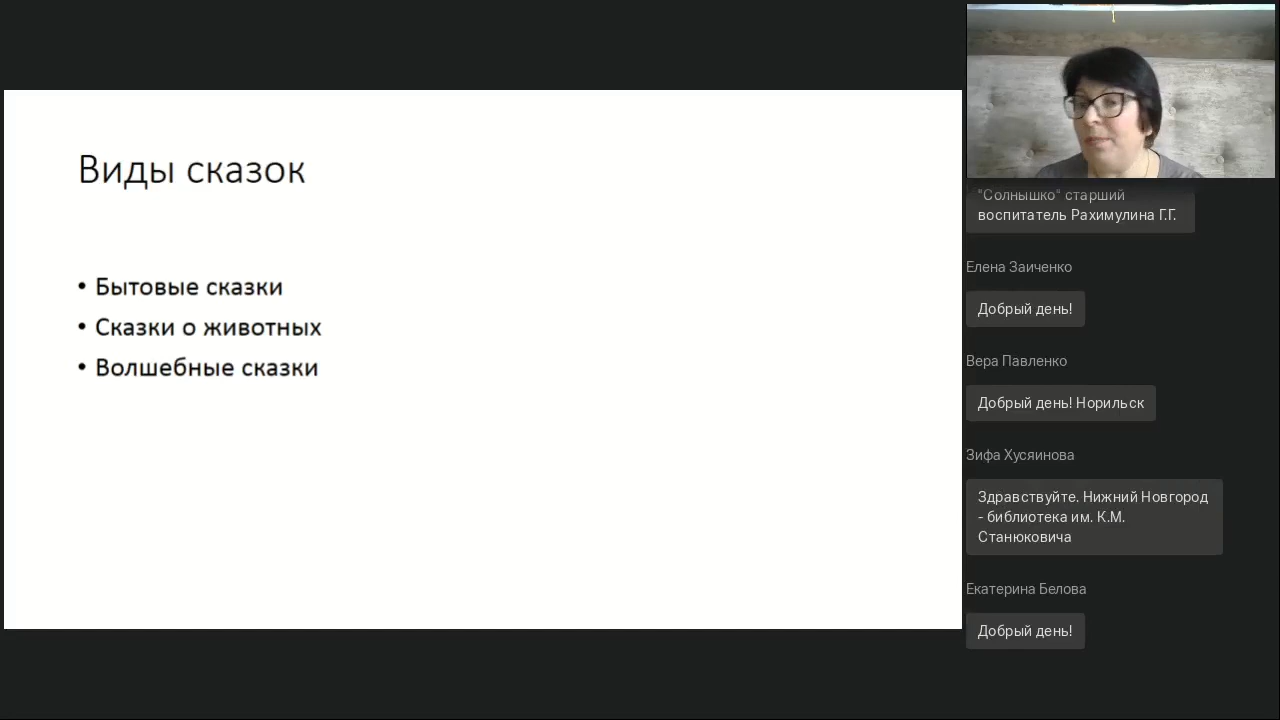 Виды сказок
• Бытовые сказки
• Сказки о животных
• Волшебные сказки
"Солнышко" старший
воспитатель Рахимулина Г.Г.
Елена Заиченко
Добрый день!
Вера Павленко
Добрый день! Норильск
Зифа Хусяинова
Здравствуйте. Нижний Новгород
- библиотека им. К.М.
Станюковича
Екатерина Белова
Добрый день!